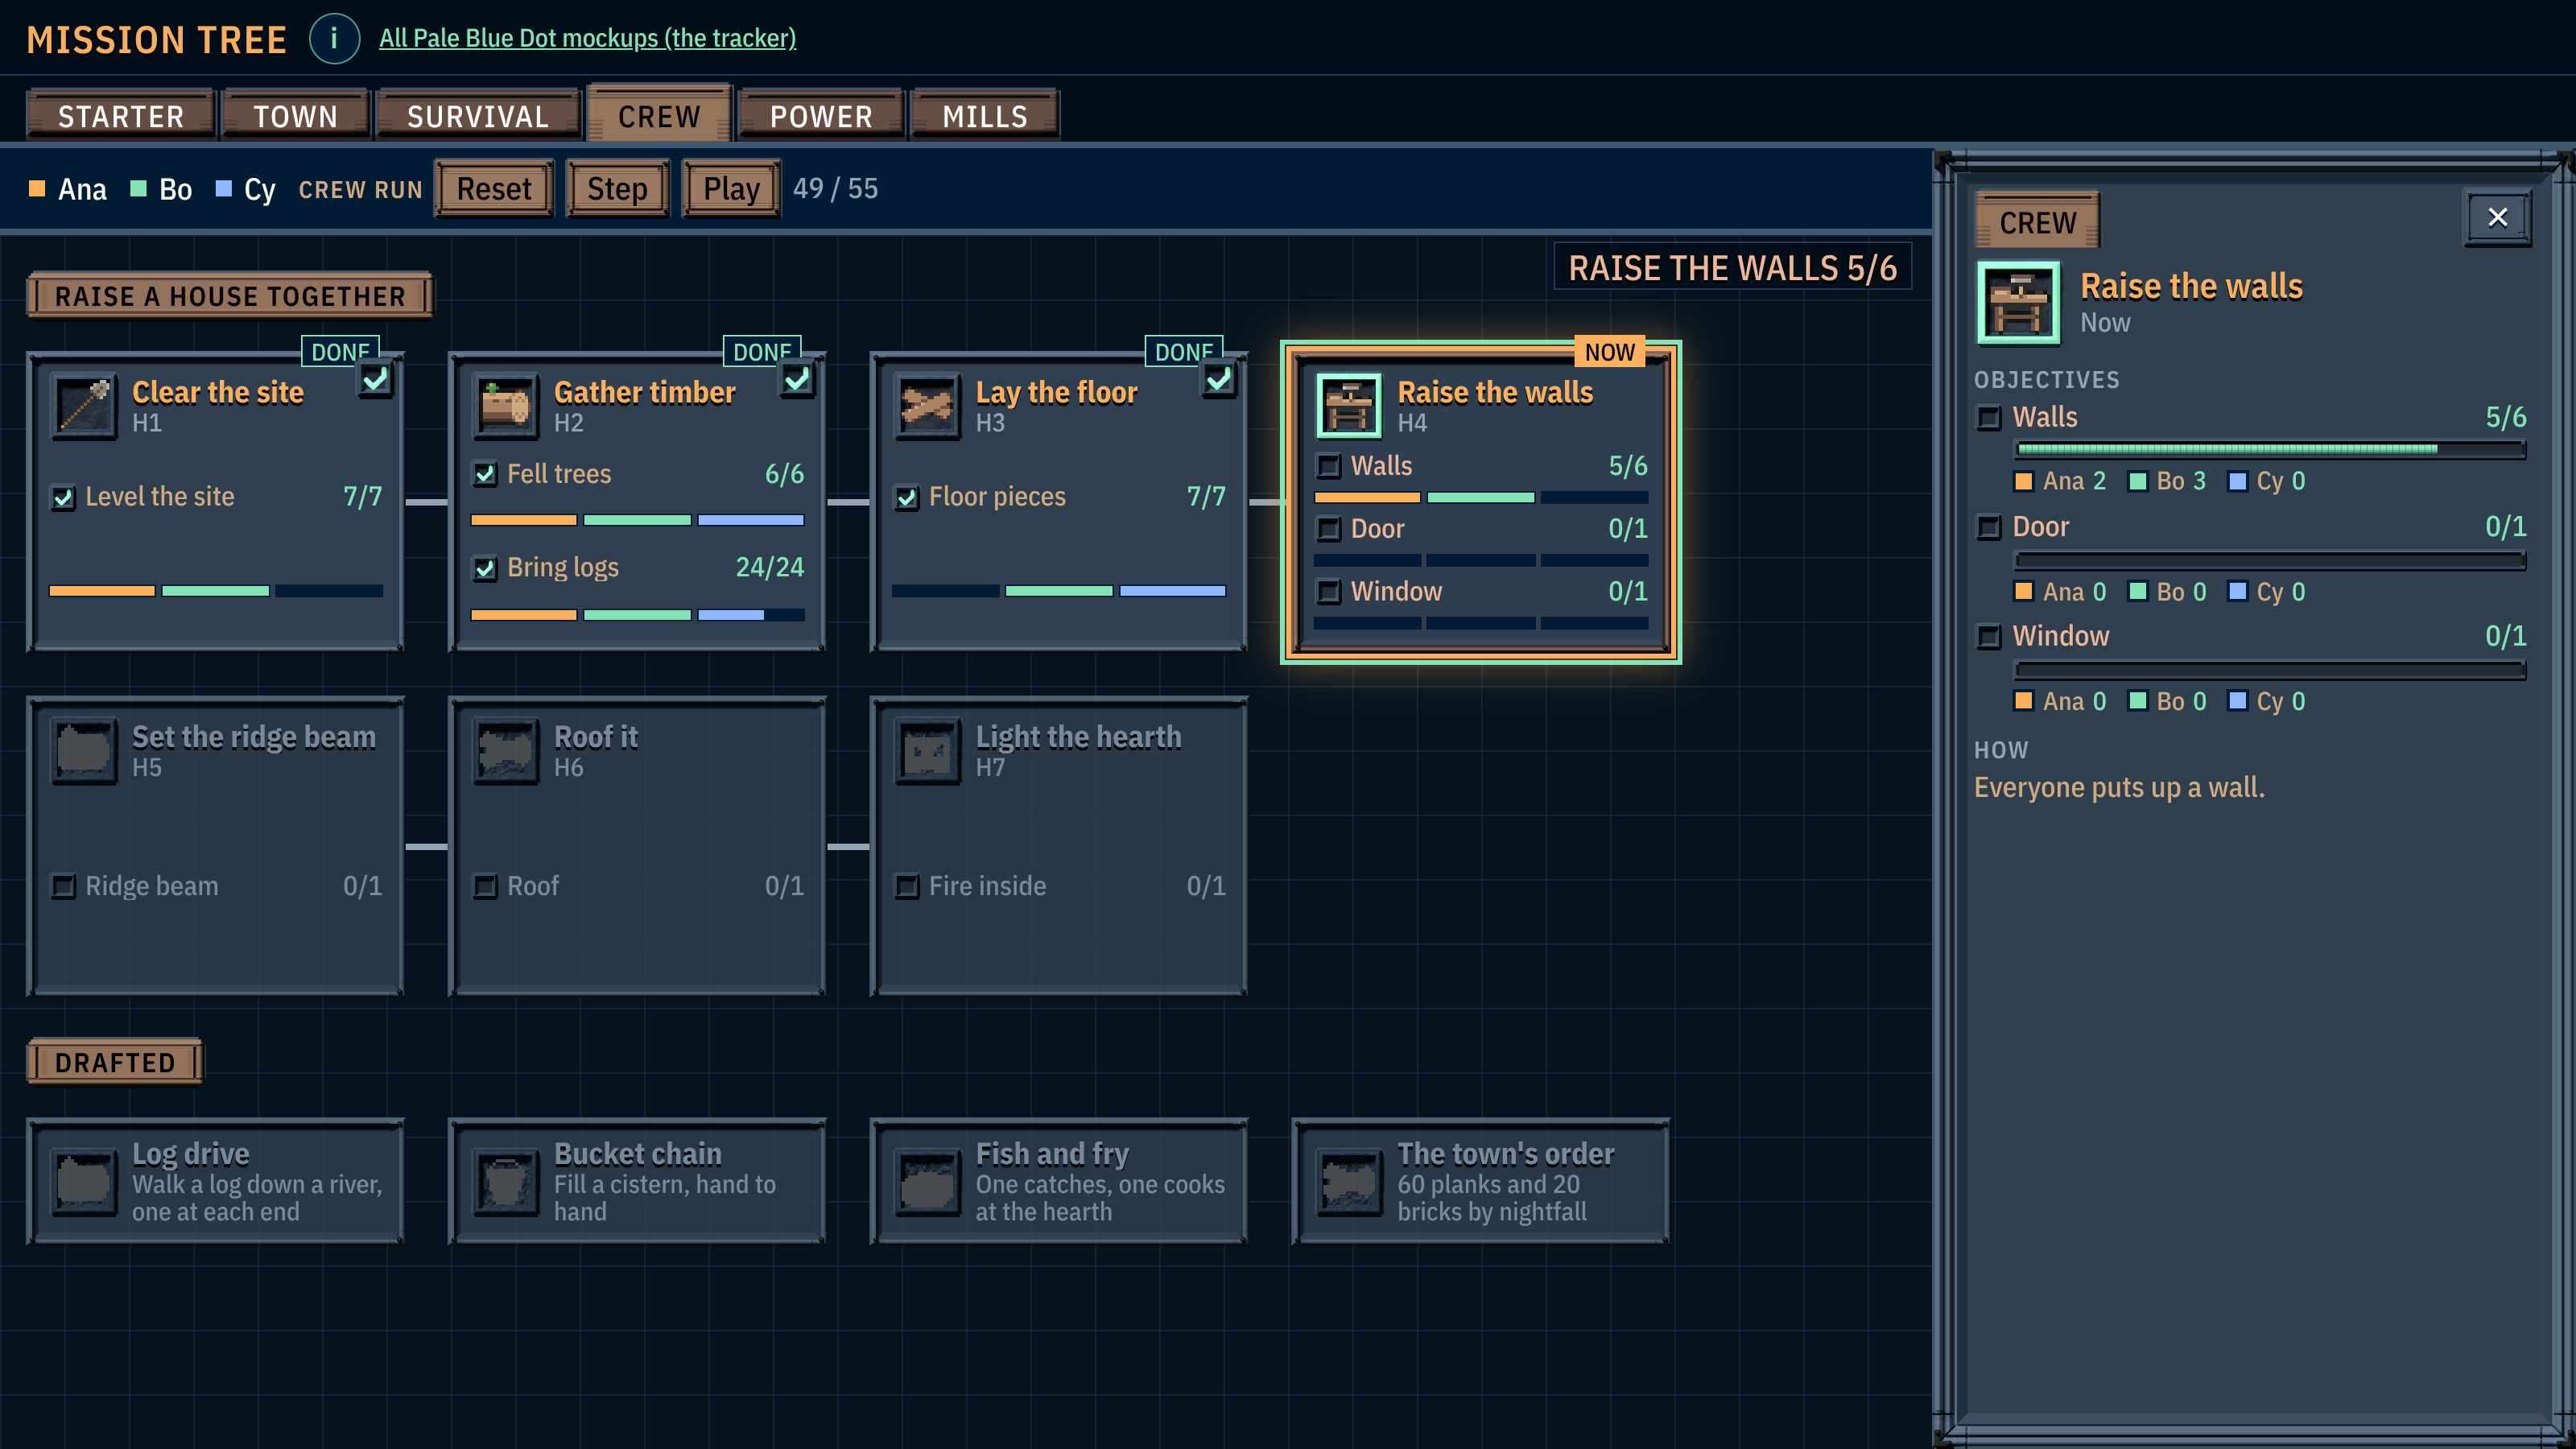 MISSION TREE i All Pale Blue Dot mockups (the tracker)
STARTER TOWN SURVIVAL CREW POWER MILLS
Ana Bo Cy CREW RUN Reset Step Play 49 / 55
RAISE THE WALLS 5/6
RAISE A HOUSE TOGETHER
DONE
Clear the site
H1
Level the site 7/7
DONE
Gather timber
H2
Fell trees 6/6
Bring logs 24/24
DONE
Lay the floor
H3
Floor pieces 7/7
NOW
Raise the walls
H4
Walls 5/6
Door 0/1
Window 0/1
Set the ridge beam
H5
Ridge beam 0/1
Roof it
H6
Roof 0/1
Light the hearth
H7
Fire inside 0/1
DRAFTED
Log drive
Walk a log down a river,
one at each end
Bucket chain
Fill a cistern, hand to
hand
Fish and fry
One catches, one cooks
at the hearth
The town's order
60 planks and 20
bricks by nightfall
CREW
Raise the walls
Now
OBJECTIVES
Walls 5/6
Ana 2 Bo 3 Cy 0
Door 0/1
Ana 0 Bo 0 Cy 0
Window 0/1
Ana 0 Bo 0 Cy 0
HOW
Everyone puts up a wall.